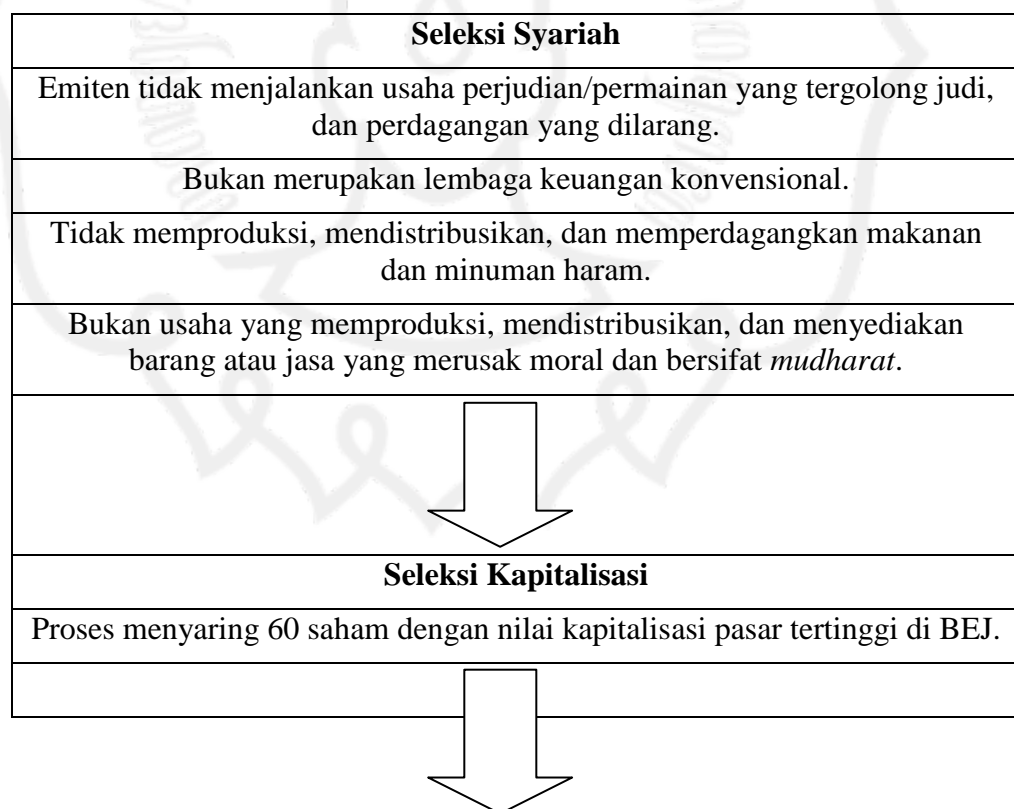 Seleksi Syariah
Emiten tidak menjalankan usaha perjudian/permainan yang tergolong judi,
dan perdagangan yang dilarang.
Bukan merupakan lembaga keuangan konvensional.
Tidak memproduksi, mendistribusikan, dan memperdagangkan makanan
dan minuman haram.
Bukan usaha yang memproduksi, mendistribusikan, dan menyediakan
barang atau jasa yang merusak moral dan bersifat mudharat.
Seleksi Kapitalisasi
Proses menyaring 60 saham dengan nilai kapitalisasi pasar tertinggi di BEJ.